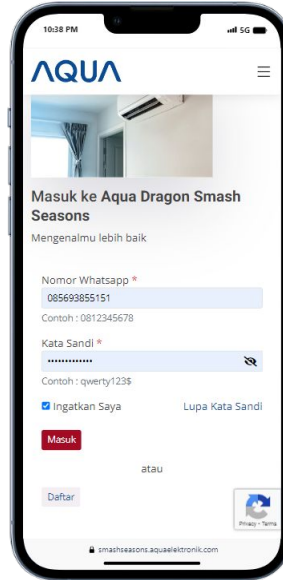 10:38 PM 5G
AQUA
Masuk ke Aqua Dragon Smash
Seasons
Mengenalmu lebih baik
Nomor Whatsapp *
085693855151
Contoh : 0812345678
Kata Sandi *
•••••••••••••
Contoh : qwerty123$
Ingatkan Saya Lupa Kata Sandi
Masuk
atau
Daftar
Privacy - Terms
smashseasons.aquaelektronik.com